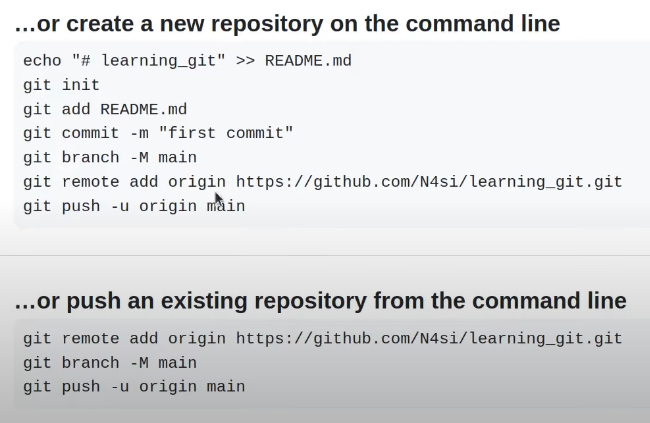 ...or create a new repository on the command line
echo "# learning_git" >> README.md
git init
git add README.md
git commit -m "first commit"
git branch -M main
git remote add origin https://github.com/N4si/learning_git.git
git push -u origin main
...or push an existing repository from the command line
git remote add origin https://github.com/N4si/learning_git.git
git branch -M main
git push -u origin main